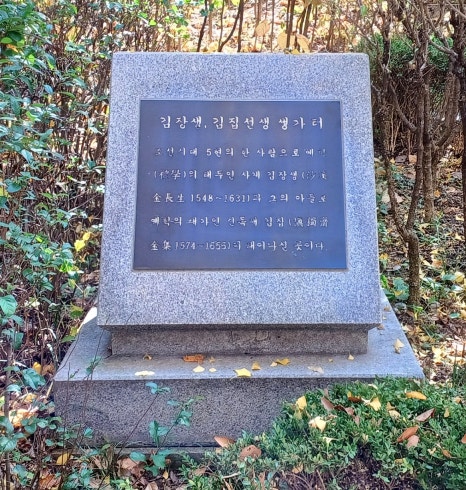 김장생, 김집선생 생가 터
조선시대 5현의 한 사람으로 예학
(禮學)의 태두인 사계 김장생(沙溪
金長生 1548~1631)과 그의 아들로
예학의 대가인 신독재 김집(愼獨齋
金集 1574~1656)이 태어나신 곳이다.